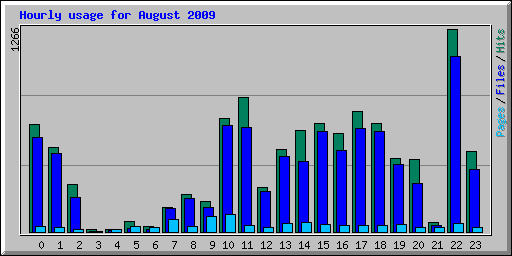 Hourly usage for August 2009
1266
Pages/Files/Hits
0 1 2 3 4 5 6 7 8 9 10 11 12 13 14 15 16 17 18 19 20 21 22 23